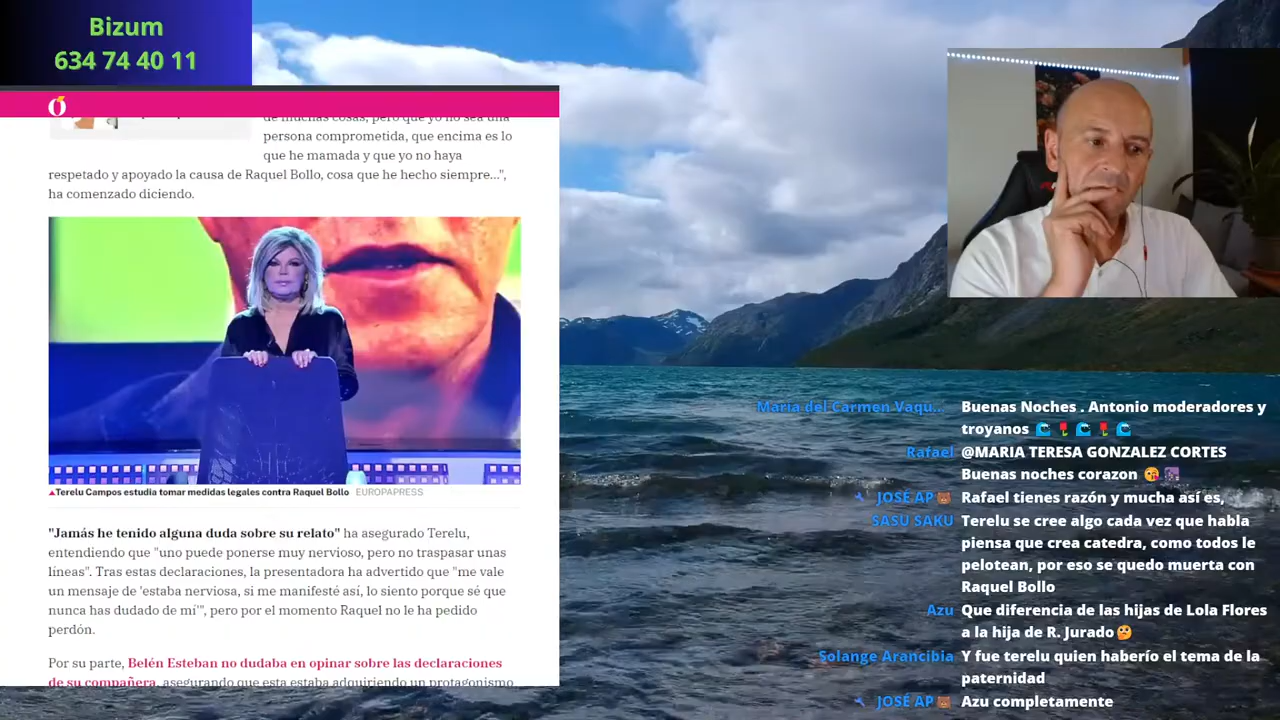 Bizum
634 74 40 11
Ó
de muchas cosas, pero que yo no sea una
persona comprometida, que encima es lo
que he mamada y que yo no haya
respetado y apoyado la causa de Raquel Bollo, cosa que he hecho siempre...",
ha comenzado diciendo.
▲Terelu Campos estudia tomar medidas legales contra Raquel Bollo EUROPAPRESS
"Jamás he tenido alguna duda sobre su relato" ha asegurado Terelu,
entendiendo que "uno puede ponerse muy nervioso, pero no traspasar unas
líneas". Tras estas declaraciones, la presentadora ha advertido que "me vale
un mensaje de 'estaba nerviosa, si me manifesté así, lo siento porque sé que
nunca has dudado de mí'", pero por el momento Raquel no le ha pedido
perdón.
Por su parte, Belén Esteban no dudaba en opinar sobre las declaraciones
de su compañera, asegurando que esta estaba adquiriendo un protagonismo
Maria del Carmen Vaqu.. Buenas Noches . Antonio moderadores y
troyanos 🌊🌹🌊🌹🌊
Rafael @MARIA TERESA GONZALEZ CORTES
Buenas noches corazon 😘
JOSÉ AP🐻 Rafael tienes razón y mucha así es,
SASU SAKU Terelu se cree algo cada vez que habla
piensa que crea catedra, como todos le
pelotean, por eso se quedo muerta con
Raquel Bollo
Azu Que diferencia de las hijas de Lola Flores
a la hija de R. Jurado🤔
Solange Arancibia Y fue terelu quien haberío el tema de la
paternidad
JOSÉ AP🐻 Azu completamente